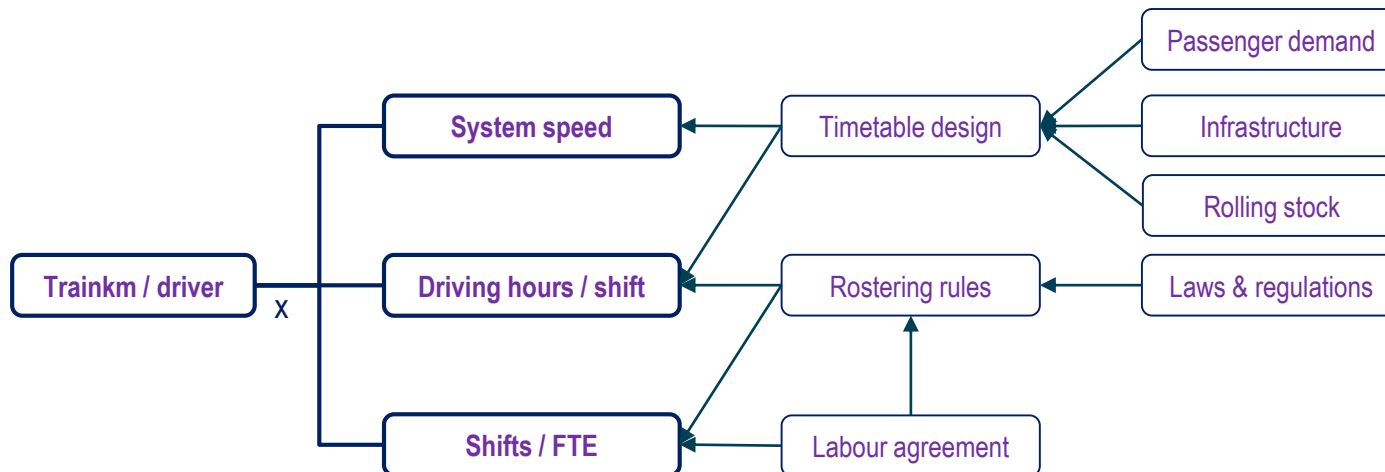 Passenger demand
System speed
Timetable design
Infrastructure
Rolling stock
Trainkm / driver
x
Driving hours / shift
Rostering rules
Laws & regulations
Shifts / FTE
Labour agreement